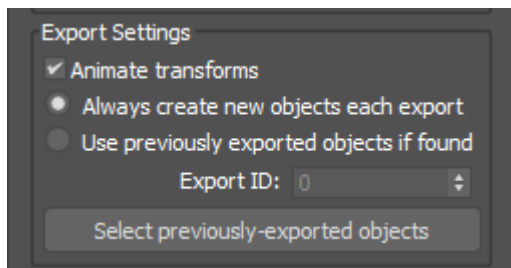 Export Settings
Animate transforms
Always create new objects each export
Use previously exported objects if found
Export ID: 0
Select previously-exported objects